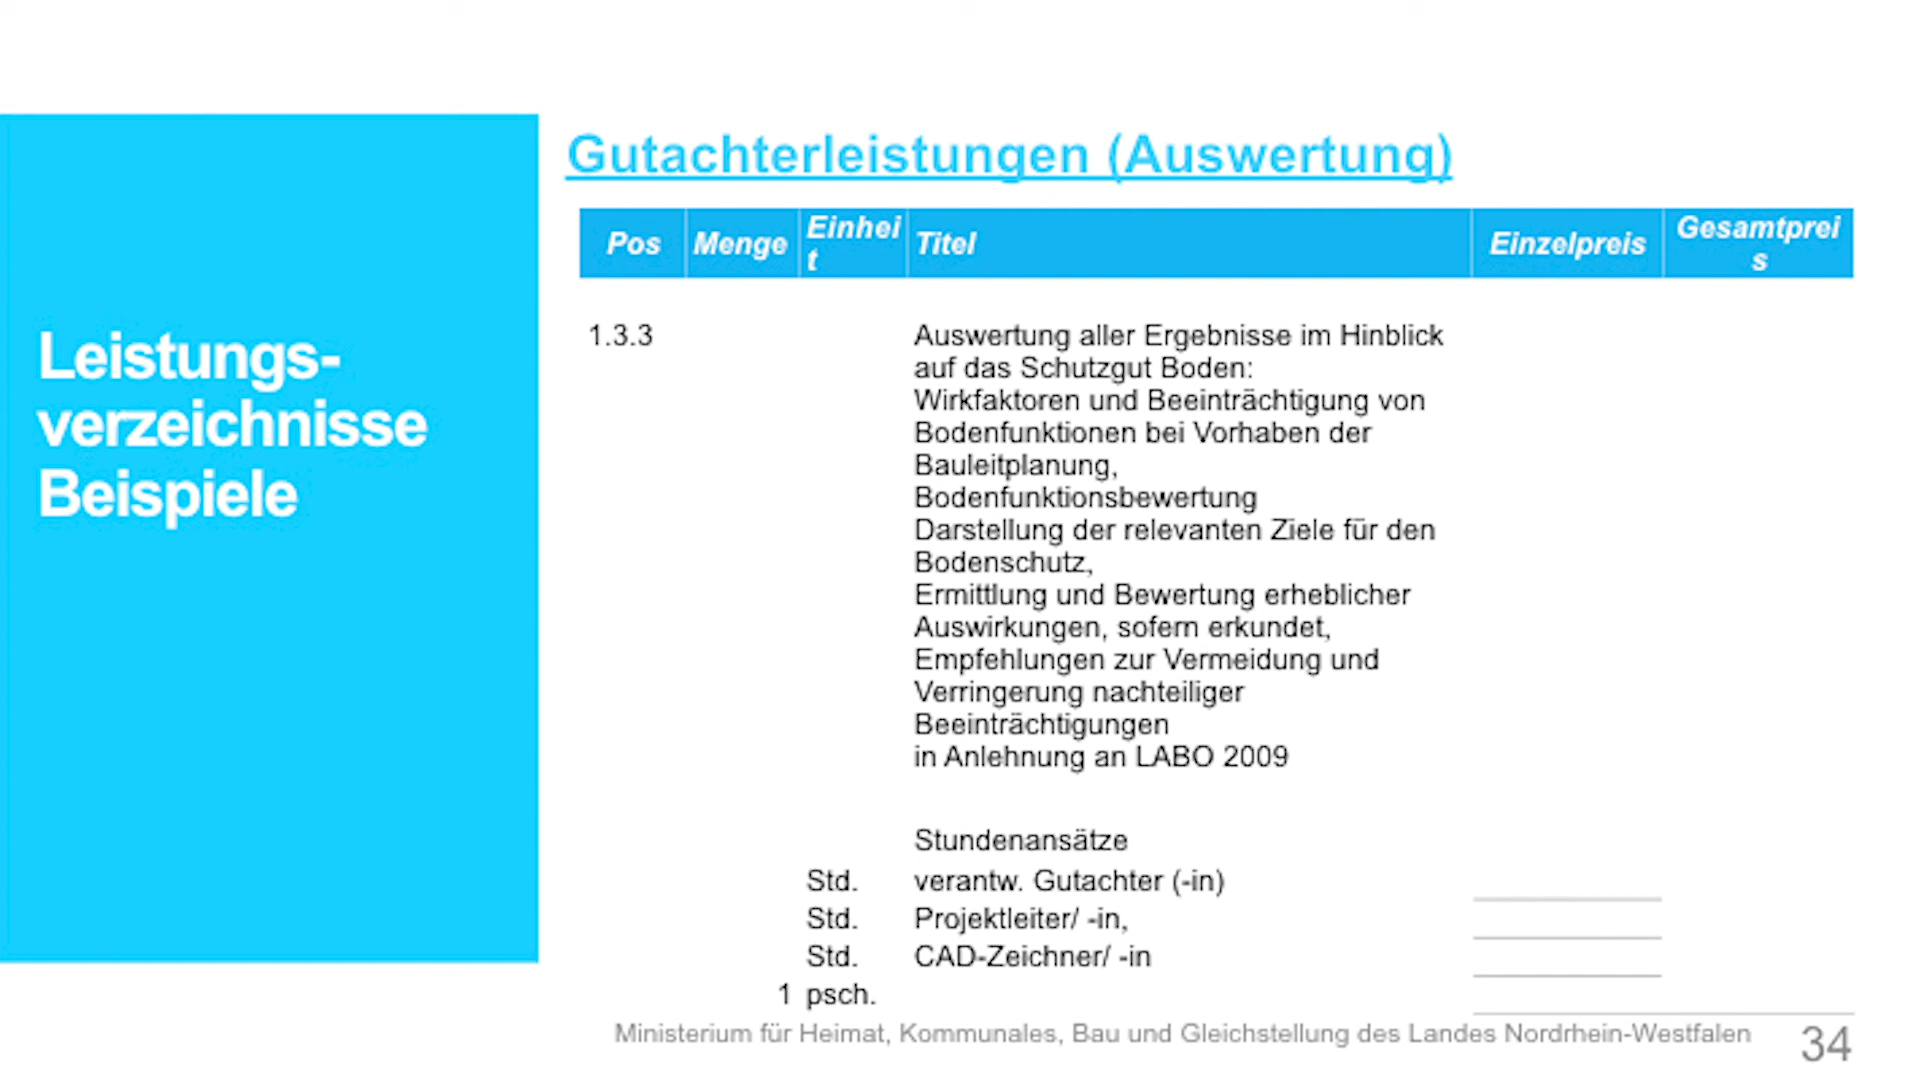 Leistungs-
verzeichnisse
Beispiele
Gutachterleistungen (Auswertung)
Pos Menge Einhei
t Titel Einzelpreis Gesamtprei
s
1.3.3 Auswertung aller Ergebnisse im Hinblick
auf das Schutzgut Boden:
Wirkfaktoren und Beeinträchtigung von
Bodenfunktionen bei Vorhaben der
Bauleitplanung,
Bodenfunktionsbewertung
Darstellung der relevanten Ziele für den
Bodenschutz,
Ermittlung und Bewertung erheblicher
Auswirkungen, sofern erkundet,
Empfehlungen zur Vermeidung und
Verringerung nachteiliger
Beeinträchtigungen
in Anlehnung an LABO 2009
Stundenansätze
Std. verantw. Gutachter (-in)
Std. Projektleiter/ -in,
Std. CAD-Zeichner/ -in
1 psch.
Ministerium für Heimat, Kommunales, Bau und Gleichstellung des Landes Nordrhein-Westfalen 34